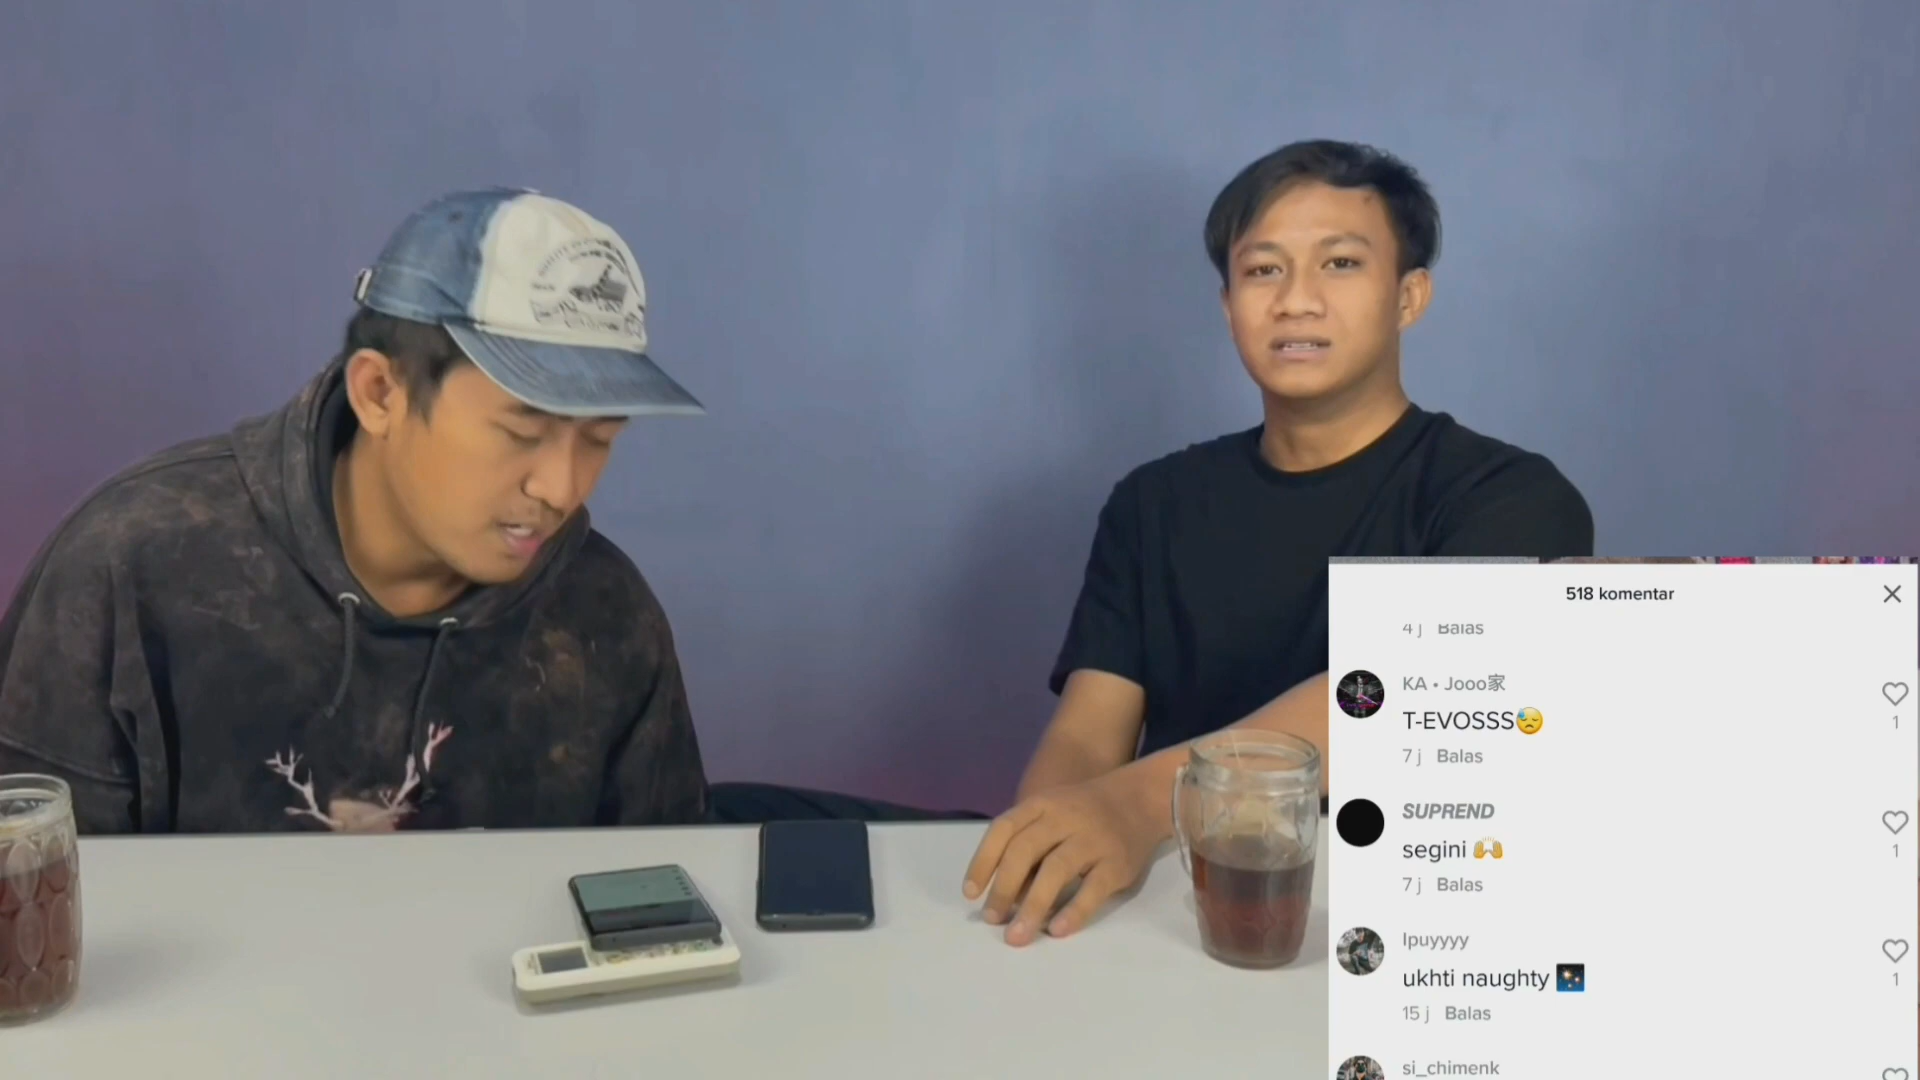 518 komentar
4 j Balas
KA • Jooo家
T-EVOSSS😓
1
7 j Balas
SUPREND
segini 🙌
1
7 j Balas
Ipuyyyy
ukhti naughty 🎇
1
15 j Balas
si_chimenk